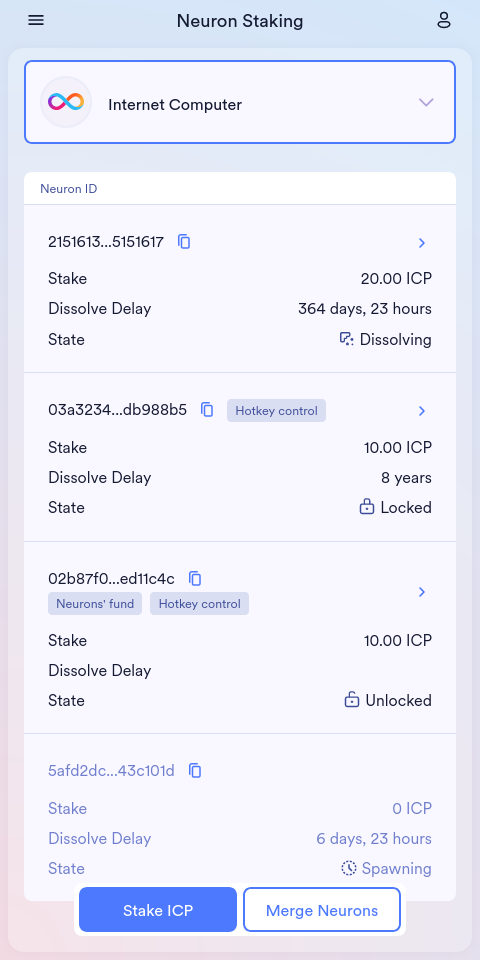 Neuron Staking
Internet Computer
Neuron ID
2151613...5151617
Stake 20.00 ICP
Dissolve Delay 364 days, 23 hours
State Dissolving
03a3234...db988b5 Hotkey control
Stake 10.00 ICP
Dissolve Delay 8 years
State Locked
02b87f0...ed11c4c
Neurons' fund Hotkey control
Stake 10.00 ICP
Dissolve Delay
State Unlocked
5afd2dc...43c101d
Stake 0 ICP
Dissolve Delay 6 days, 23 hours
State Spawning
Stake ICP Merge Neurons